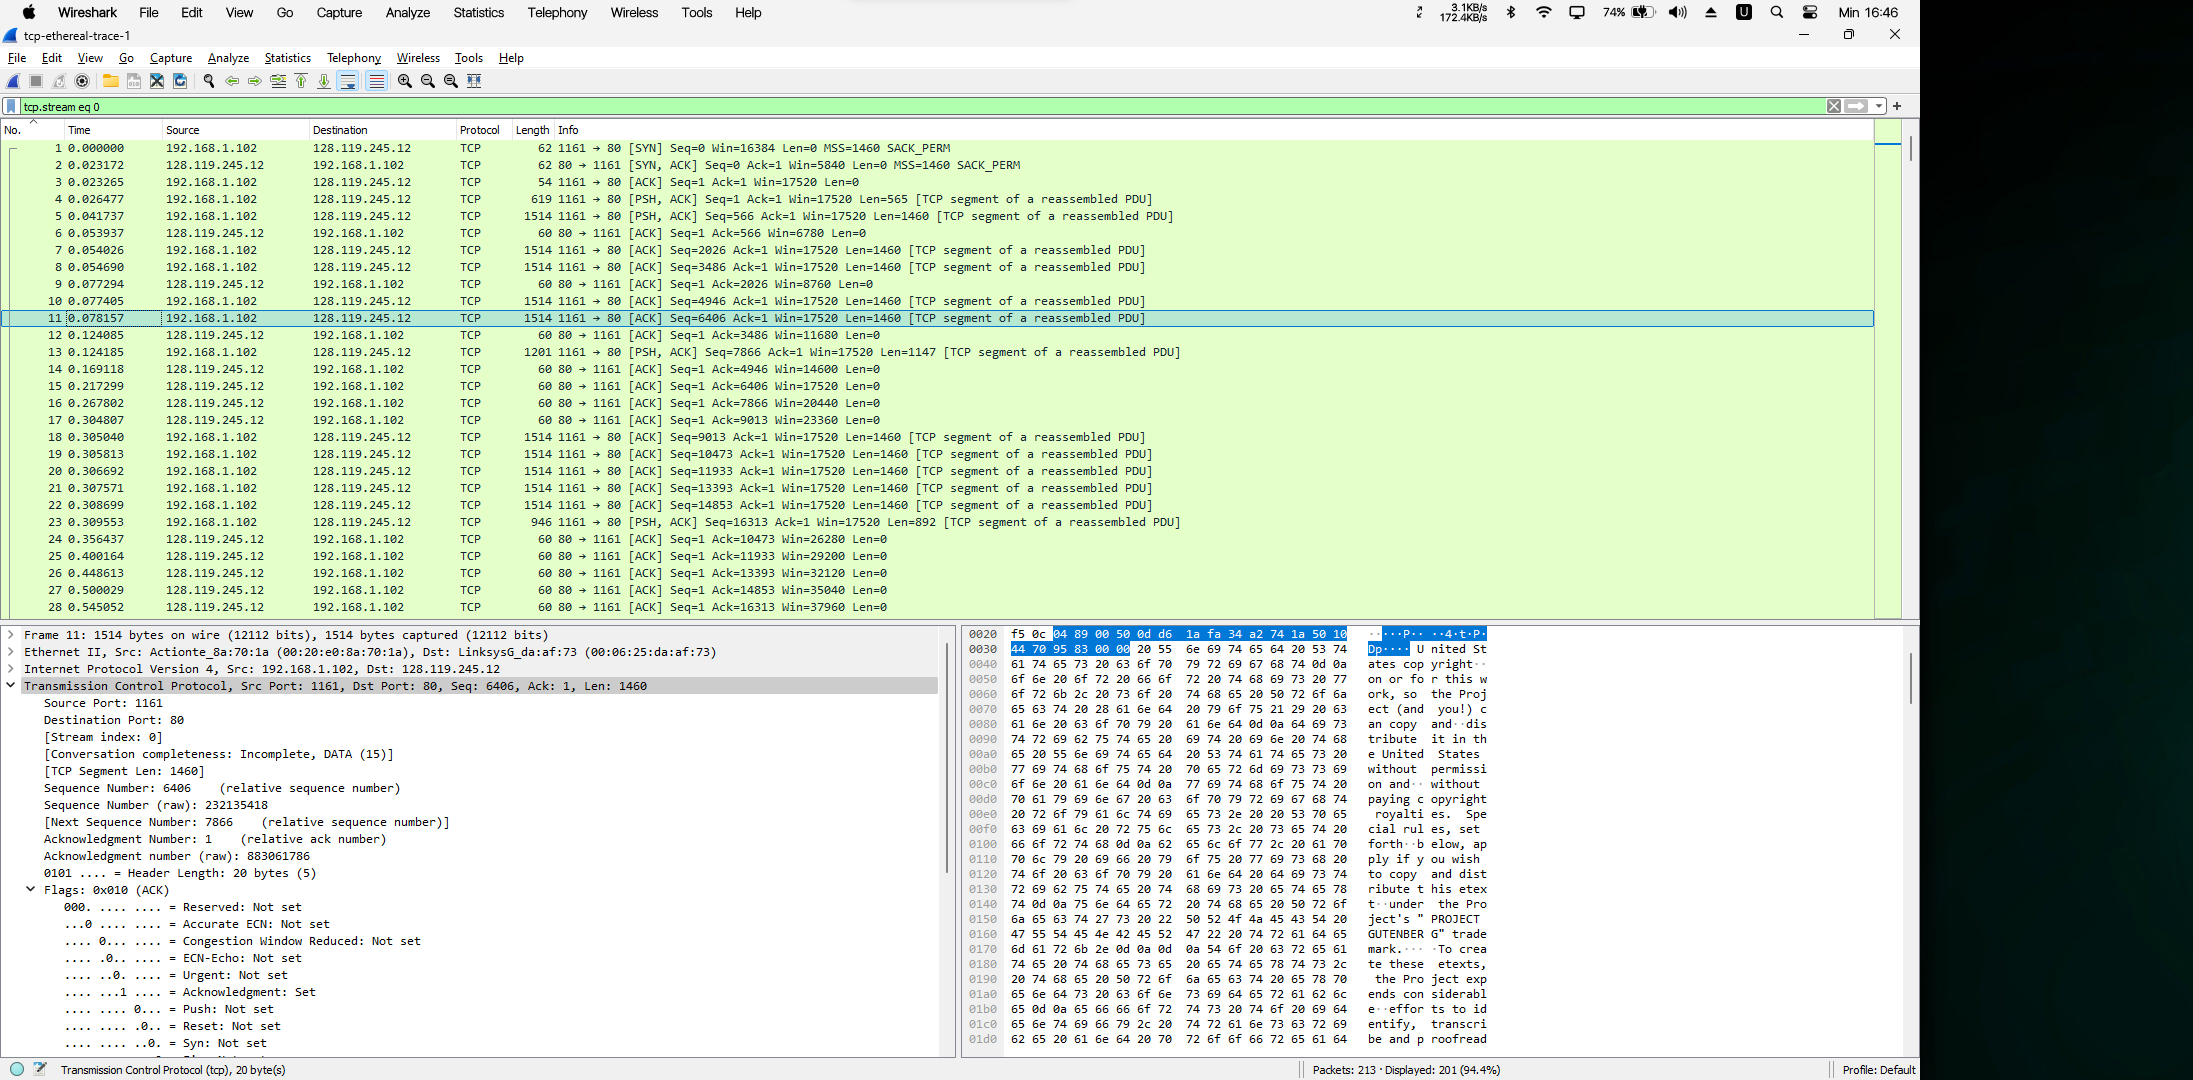 Wireshark File Edit View Go Capture Analyze Statistics Telephony Wireless Tools Help 3.1KB/s 172.4KB/s 74% U Min 16:46
tcp-ethereal-trace-1
File Edit View Go Capture Analyze Statistics Telephony Wireless Tools Help
tcp.stream eq 0
No. Time Source Destination Protocol Length Info
1 0.000000 192.168.1.102 128.119.245.12 TCP 62 1161 → 80 [SYN] Seq=0 Win=16384 Len=0 MSS=1460 SACK_PERM
2 0.023172 128.119.245.12 192.168.1.102 TCP 62 80 → 1161 [SYN, ACK] Seq=0 Ack=1 Win=5840 Len=0 MSS=1460 SACK_PERM
3 0.023265 192.168.1.102 128.119.245.12 TCP 54 1161 → 80 [ACK] Seq=1 Ack=1 Win=17520 Len=0
4 0.026477 192.168.1.102 128.119.245.12 TCP 619 1161 → 80 [PSH, ACK] Seq=1 Ack=1 Win=17520 Len=565 [TCP segment of a reassembled PDU]
5 0.041737 192.168.1.102 128.119.245.12 TCP 1514 1161 → 80 [PSH, ACK] Seq=566 Ack=1 Win=17520 Len=1460 [TCP segment of a reassembled PDU]
6 0.053937 128.119.245.12 192.168.1.102 TCP 60 80 → 1161 [ACK] Seq=1 Ack=566 Win=6780 Len=0
7 0.054026 192.168.1.102 128.119.245.12 TCP 1514 1161 → 80 [ACK] Seq=2026 Ack=1 Win=17520 Len=1460 [TCP segment of a reassembled PDU]
8 0.054690 192.168.1.102 128.119.245.12 TCP 1514 1161 → 80 [ACK] Seq=3486 Ack=1 Win=17520 Len=1460 [TCP segment of a reassembled PDU]
9 0.077294 128.119.245.12 192.168.1.102 TCP 60 80 → 1161 [ACK] Seq=1 Ack=2026 Win=8760 Len=0
10 0.077405 192.168.1.102 128.119.245.12 TCP 1514 1161 → 80 [ACK] Seq=4946 Ack=1 Win=17520 Len=1460 [TCP segment of a reassembled PDU]
11 0.078157 192.168.1.102 128.119.245.12 TCP 1514 1161 → 80 [ACK] Seq=6406 Ack=1 Win=17520 Len=1460 [TCP segment of a reassembled PDU]
12 0.124085 128.119.245.12 192.168.1.102 TCP 60 80 → 1161 [ACK] Seq=1 Ack=3486 Win=11680 Len=0
13 0.124185 192.168.1.102 128.119.245.12 TCP 1201 1161 → 80 [PSH, ACK] Seq=7866 Ack=1 Win=17520 Len=1147 [TCP segment of a reassembled PDU]
14 0.169118 128.119.245.12 192.168.1.102 TCP 60 80 → 1161 [ACK] Seq=1 Ack=4946 Win=14600 Len=0
15 0.217299 128.119.245.12 192.168.1.102 TCP 60 80 → 1161 [ACK] Seq=1 Ack=6406 Win=17520 Len=0
16 0.267802 128.119.245.12 192.168.1.102 TCP 60 80 → 1161 [ACK] Seq=1 Ack=7866 Win=20440 Len=0
17 0.304807 128.119.245.12 192.168.1.102 TCP 60 80 → 1161 [ACK] Seq=1 Ack=9013 Win=23360 Len=0
18 0.305040 192.168.1.102 128.119.245.12 TCP 1514 1161 → 80 [ACK] Seq=9013 Ack=1 Win=17520 Len=1460 [TCP segment of a reassembled PDU]
19 0.305813 192.168.1.102 128.119.245.12 TCP 1514 1161 → 80 [ACK] Seq=10473 Ack=1 Win=17520 Len=1460 [TCP segment of a reassembled PDU]
20 0.306692 192.168.1.102 128.119.245.12 TCP 1514 1161 → 80 [ACK] Seq=11933 Ack=1 Win=17520 Len=1460 [TCP segment of a reassembled PDU]
21 0.307571 192.168.1.102 128.119.245.12 TCP 1514 1161 → 80 [ACK] Seq=13393 Ack=1 Win=17520 Len=1460 [TCP segment of a reassembled PDU]
22 0.308699 192.168.1.102 128.119.245.12 TCP 1514 1161 → 80 [ACK] Seq=14853 Ack=1 Win=17520 Len=1460 [TCP segment of a reassembled PDU]
23 0.309553 192.168.1.102 128.119.245.12 TCP 946 1161 → 80 [PSH, ACK] Seq=16313 Ack=1 Win=17520 Len=892 [TCP segment of a reassembled PDU]
24 0.356437 128.119.245.12 192.168.1.102 TCP 60 80 → 1161 [ACK] Seq=1 Ack=10473 Win=26280 Len=0
25 0.400164 128.119.245.12 192.168.1.102 TCP 60 80 → 1161 [ACK] Seq=1 Ack=11933 Win=29200 Len=0
26 0.448613 128.119.245.12 192.168.1.102 TCP 60 80 → 1161 [ACK] Seq=1 Ack=13393 Win=32120 Len=0
27 0.500029 128.119.245.12 192.168.1.102 TCP 60 80 → 1161 [ACK] Seq=1 Ack=14853 Win=35040 Len=0
28 0.545052 128.119.245.12 192.168.1.102 TCP 60 80 → 1161 [ACK] Seq=1 Ack=16313 Win=37960 Len=0
Frame 11: 1514 bytes on wire (12112 bits), 1514 bytes captured (12112 bits)
Ethernet II, Src: Actionte_8a:70:1a (00:20:e0:8a:70:1a), Dst: LinksysG_da:af:73 (00:06:25:da:af:73)
Internet Protocol Version 4, Src: 192.168.1.102, Dst: 128.119.245.12
Transmission Control Protocol, Src Port: 1161, Dst Port: 80, Seq: 6406, Ack: 1, Len: 1460
Source Port: 1161
Destination Port: 80
[Stream index: 0]
[Conversation completeness: Incomplete, DATA (15)]
[TCP Segment Len: 1460]
Sequence Number: 6406 (relative sequence number)
Sequence Number (raw): 232135418
[Next Sequence Number: 7866 (relative sequence number)]
Acknowledgment Number: 1 (relative ack number)
Acknowledgment number (raw): 883061786
0101 .... = Header Length: 20 bytes (5)
Flags: 0x010 (ACK)
000. .... .... = Reserved: Not set
...0 .... .... = Accurate ECN: Not set
.... 0... .... = Congestion Window Reduced: Not set
.... .0.. .... = ECN-Echo: Not set
.... ..0. .... = Urgent: Not set
.... ...1 .... = Acknowledgment: Set
.... .... 0... = Push: Not set
.... .... .0.. = Reset: Not set
.... .... ..0. = Syn: Not set
0020 f5 0c 04 89 00 50 0d d6 1a fa 34 a2 74 1a 50 10 ·····P·· ··4·t·P·
0030 44 70 95 83 00 00 20 55 6e 69 74 65 64 20 53 74 Dp···· U nited St
0040 61 74 65 73 20 63 6f 70 79 72 69 67 68 74 0d 0a ates cop yright··
0050 6f 6e 20 6f 72 20 66 6f 72 20 74 68 69 73 20 77 on or fo r this w
0060 6f 72 6b 2c 20 73 6f 20 74 68 65 20 50 72 6f 6a ork, so the Proj
0070 65 63 74 20 28 61 6e 64 20 79 6f 75 21 29 20 63 ect (and you!) c
0080 61 6e 20 63 6f 70 79 20 61 6e 64 0d 0a 64 69 73 an copy and··dis
0090 74 72 69 62 75 74 65 20 69 74 20 69 6e 20 74 68 tribute it in th
00a0 65 20 55 6e 69 74 65 64 20 53 74 61 74 65 73 20 e United States
00b0 77 69 74 68 6f 75 74 20 70 65 72 6d 69 73 73 69 without permissi
00c0 6f 6e 20 61 6e 64 0d 0a 77 69 74 68 6f 75 74 20 on and·· without
00d0 70 61 79 69 6e 67 20 63 6f 70 79 72 69 67 68 74 paying c opyright
00e0 20 72 6f 79 61 6c 74 69 65 73 2e 20 20 53 70 65 royalti es. Spe
00f0 63 69 61 6c 20 72 75 6c 65 73 2c 20 73 65 74 20 cial rul es, set
0100 66 6f 72 74 68 0d 0a 62 65 6c 6f 77 2c 20 61 70 forth··b elow, ap
0110 70 6c 79 20 69 66 20 79 6f 75 20 77 69 73 68 20 ply if y ou wish
0120 74 6f 20 63 6f 70 79 20 61 6e 64 20 64 69 73 74 to copy and dist
0130 72 69 62 75 74 65 20 74 68 69 73 20 65 74 65 78 ribute t his etex
0140 74 0d 0a 75 6e 64 65 72 20 74 68 65 20 50 72 6f t··under the Pro
0150 6a 65 63 74 27 73 20 22 50 52 4f 4a 45 43 54 20 ject's " PROJECT
0160 47 55 54 45 4e 42 45 52 47 22 20 74 72 61 64 65 GUTENBER G" trade
0170 6d 61 72 6b 2e 0d 0a 0d 0a 54 6f 20 63 72 65 61 mark.··· ·To crea
0180 74 65 20 74 68 65 73 65 20 65 74 65 78 74 73 2c te these etexts,
0190 20 74 68 65 20 50 72 6f 6a 65 63 74 20 65 78 70 the Pro ject exp
01a0 65 6e 64 73 20 63 6f 6e 73 69 64 65 72 61 62 6c ends con siderabl
01b0 65 0d 0a 65 66 66 6f 72 74 73 20 74 6f 20 69 64 e··effor ts to id
01c0 65 6e 74 69 66 79 2c 20 74 72 61 6e 73 63 72 69 entify, transcri
01d0 62 65 20 61 6e 64 20 70 72 6f 6f 66 72 65 61 64 be and p roofread
Transmission Control Protocol (tcp), 20 byte(s) Packets: 213 · Displayed: 201 (94.4%) Profile: Default